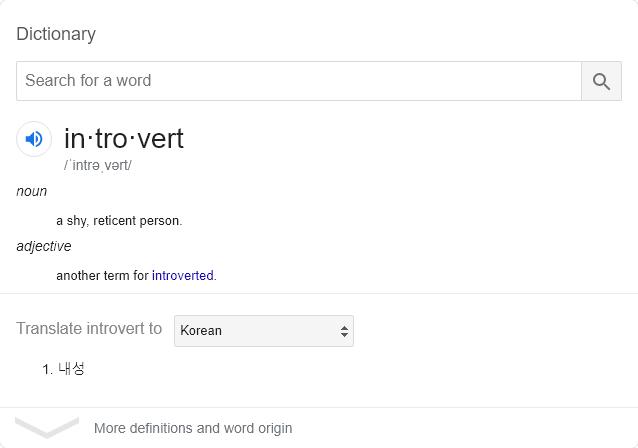 Dictionary
Search for a word
in·tro·vert
/ˈintrəˌvərt/
noun
a shy, reticent person.
adjective
another term for introverted.
Translate introvert to Korean
1. 내성
More definitions and word origin